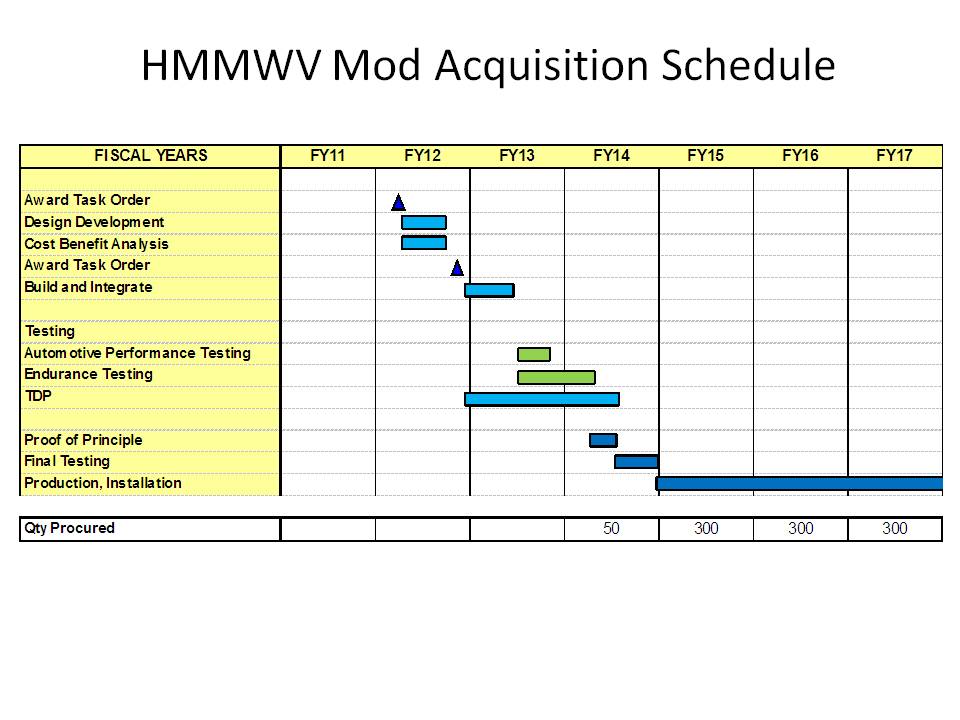 HMMWV Mod Acquisition Schedule
FISCAL YEARS FY11 FY12 FY13 FY14 FY15 FY16 FY17
Award Task Order
Design Development
Cost Benefit Analysis
Award Task Order
Build and Integrate
Testing
Automotive Performance Testing
Endurance Testing
TDP
Proof of Principle
Final Testing
Production, Installation
Qty Procured 50 300 300 300